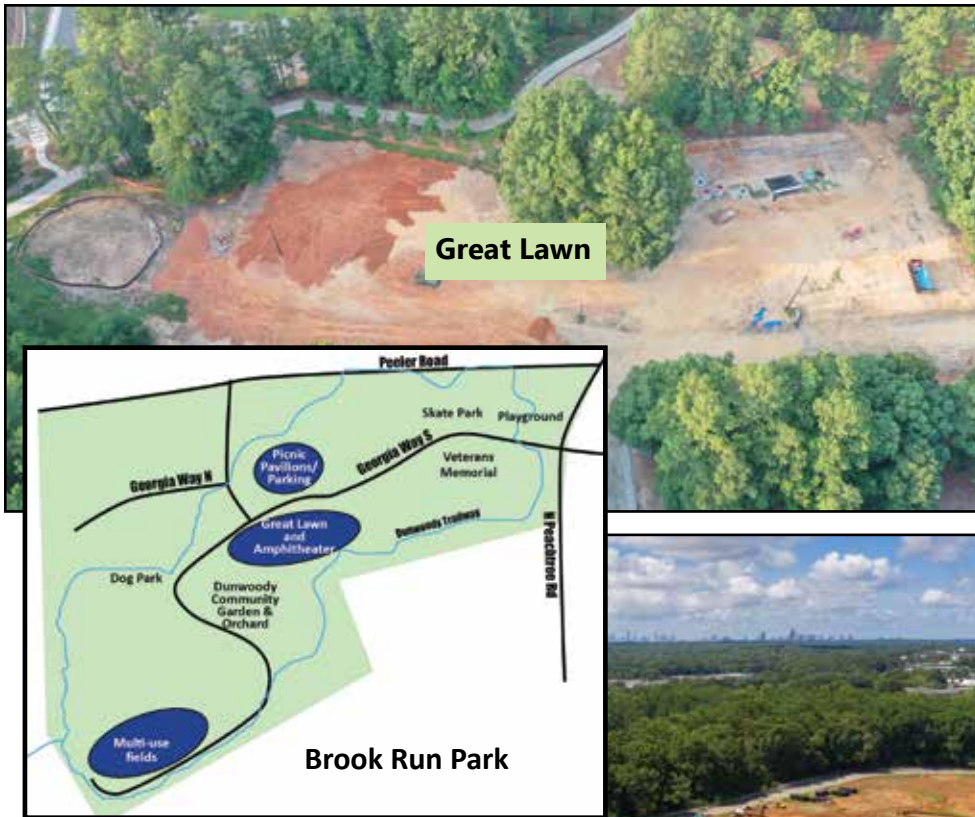 Great Lawn
Peeler Road
Skate Park
Playground
Georgia Way S
Picnic
Pavilions/
Parking
Veterans
Memorial
Georgia Way N
Great Lawn
and
Amphitheater
Dunwoody Trailway
N Peachtree Rd
Dog Park
Dunwoody
Community
Garden &
Orchard
Multi-use
fields
Brook Run Park